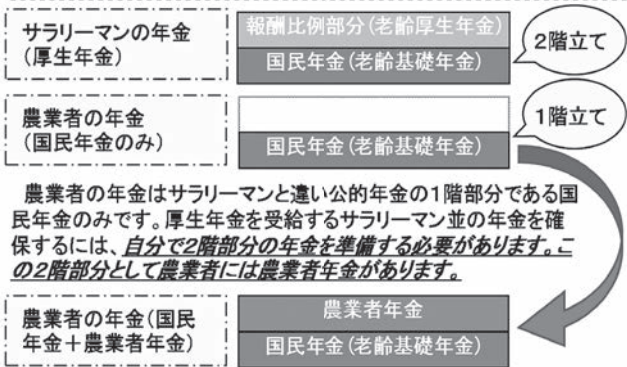 サラリーマンの年金
(厚生年金)
報酬比例部分(老齢厚生年金)
国民年金(老齢基礎年金)
2階立て
農業者の年金
(国民年金のみ)
国民年金(老齢基礎年金)
1階立て
農業者の年金はサラリーマンと違い公的年金の1階部分である国
民年金のみです。厚生年金を受給するサラリーマン並の年金を確
保するには、自分で2階部分の年金を準備する必要があります。こ
の2階部分として農業者には農業者年金があります。
農業者の年金(国民
年金+農業者年金)
農業者年金
国民年金(老齢基礎年金)